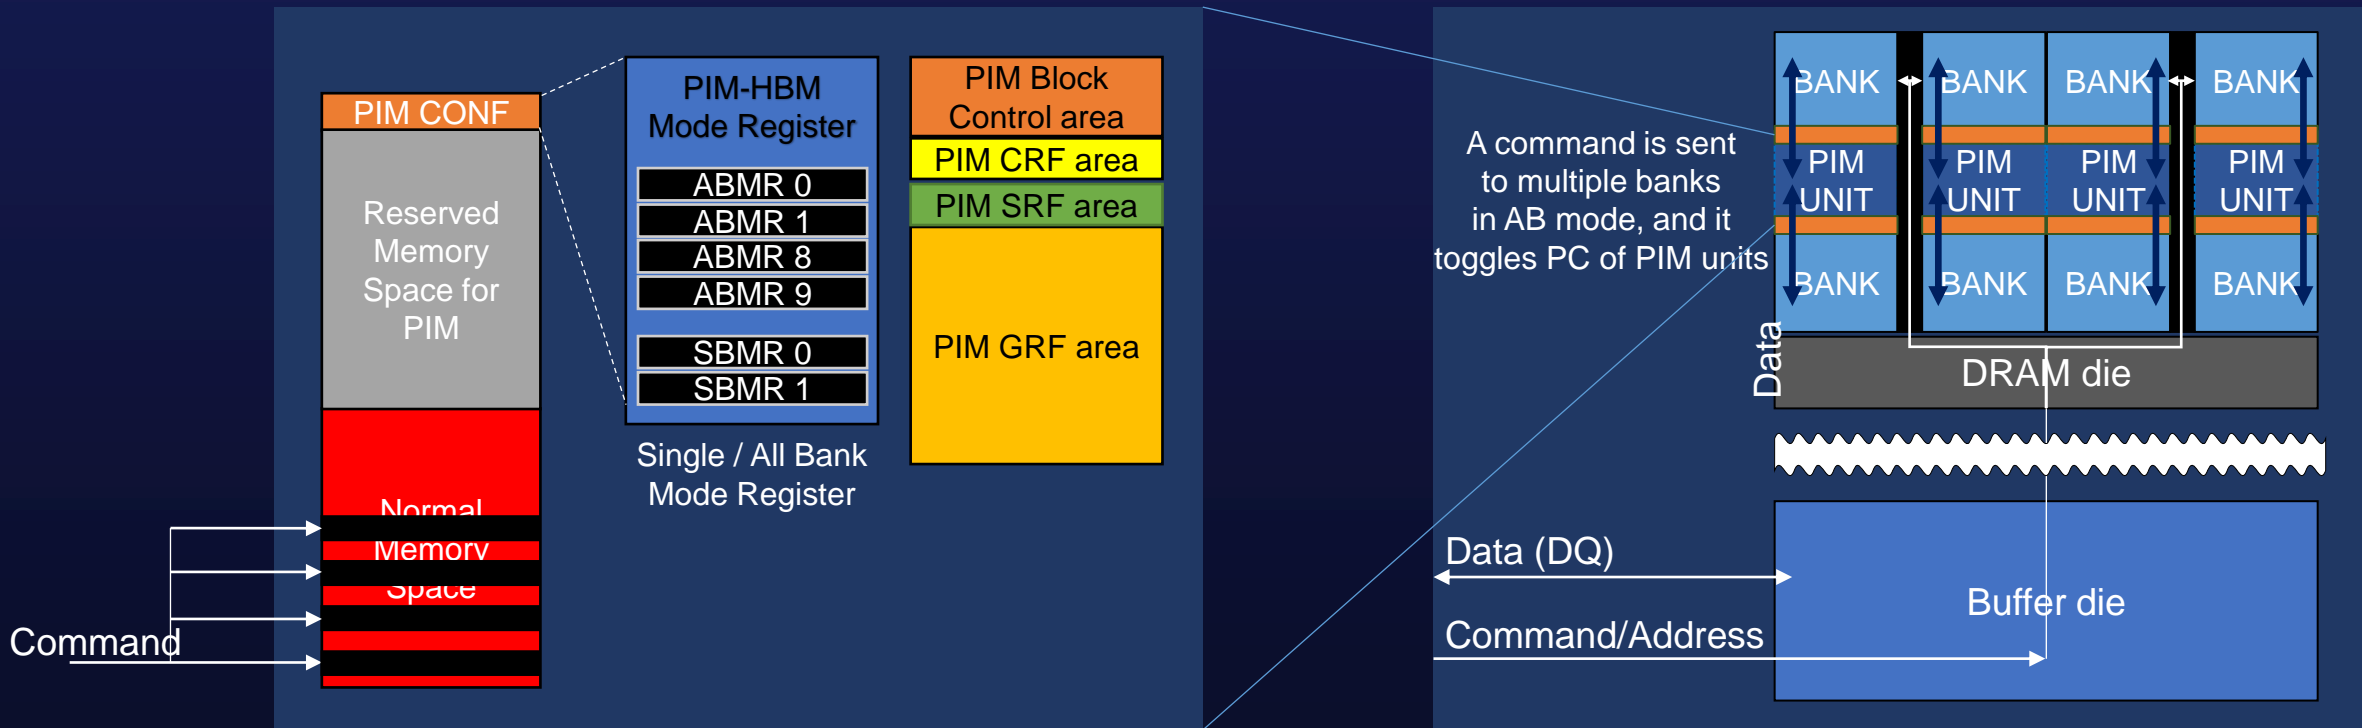 PIM CONF
Reserved
Memory
Space for
PIM
Normal
Memory
Space
Command
PIM-HBM
Mode Register
ABMR 0
ABMR 1
ABMR 8
ABMR 9
SBMR 0
SBMR 1
Single / All Bank
Mode Register
PIM Block
Control area
PIM CRF area
PIM SRF area
PIM GRF area
A command is sent
to multiple banks
in AB mode, and it
toggles PC of PIM units
BANK BANK BANK BANK
PIM PIM PIM PIM
UNIT UNIT UNIT UNIT
BANK BANK BANK BANK
Data
DRAM die
Data (DQ)
Command/Address
Buffer die